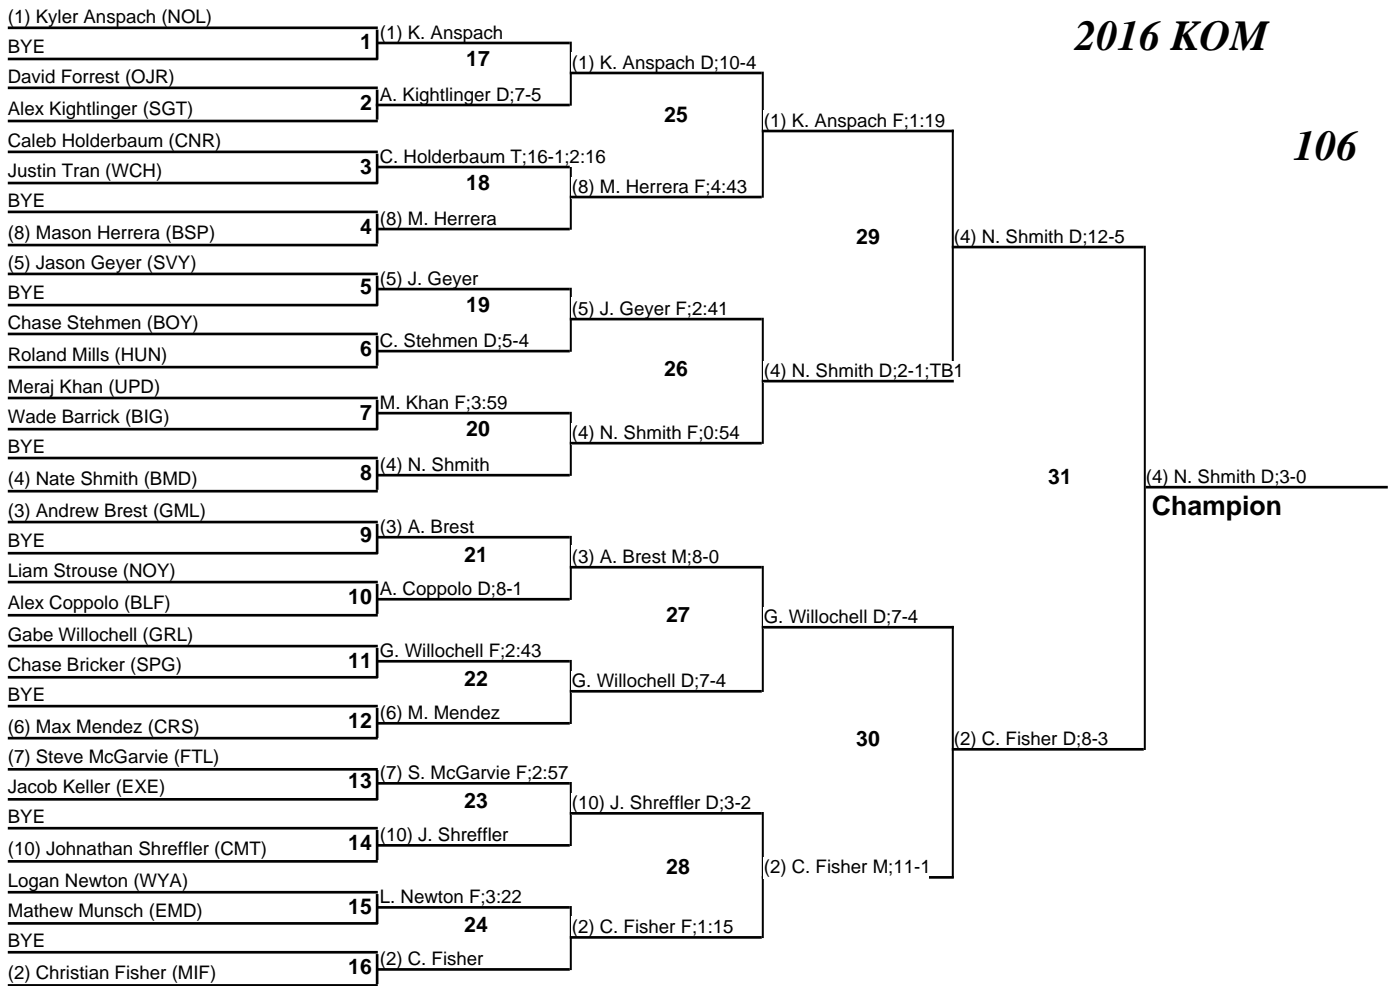 2016 KOM
106
(1) Kyler Anspach (NOL)
BYE
David Forrest (OJR)
Alex Kightlinger (SGT)
Caleb Holderbaum (CNR)
Justin Tran (WCH)
BYE
(8) Mason Herrera (BSP)
(5) Jason Geyer (SVY)
BYE
Chase Stehmen (BOY)
Roland Mills (HUN)
Meraj Khan (UPD)
Wade Barrick (BIG)
BYE
(4) Nate Shmith (BMD)
(3) Andrew Brest (GML)
BYE
Liam Strouse (NOY)
Alex Coppolo (BLF)
Gabe Willochell (GRL)
Chase Bricker (SPG)
BYE
(6) Max Mendez (CRS)
(7) Steve McGarvie (FTL)
Jacob Keller (EXE)
BYE
(10) Johnathan Shreffler (CMT)
Logan Newton (WYA)
Mathew Munsch (EMD)
BYE
(2) Christian Fisher (MIF)
1
2
3
4
5
6
7
8
9
10
11
12
13
14
15
16
(1) K. Anspach
17
A. Kightlinger D;7-5
C. Holderbaum T;16-1;2:16
18
(8) M. Herrera
(5) J. Geyer
19
C. Stehmen D;5-4
M. Khan F;3:59
20
(4) N. Shmith
(3) A. Brest
21
A. Coppolo D;8-1
G. Willochell F;2:43
22
(6) M. Mendez
(7) S. McGarvie F;2:57
23
(10) J. Shreffler
L. Newton F;3:22
24
(2) C. Fisher
(1) K. Anspach D;10-4
25
(8) M. Herrera F;4:43
(5) J. Geyer F;2:41
26
(4) N. Shmith F;0:54
(3) A. Brest M;8-0
27
G. Willochell D;7-4
(10) J. Shreffler D;3-2
28
(2) C. Fisher F;1:15
(1) K. Anspach F;1:19
29
(4) N. Shmith D;2-1;TB1
G. Willochell D;7-4
30
(2) C. Fisher M;11-1
(4) N. Shmith D;12-5
31
(2) C. Fisher D;8-3
(4) N. Shmith D;3-0
Champion